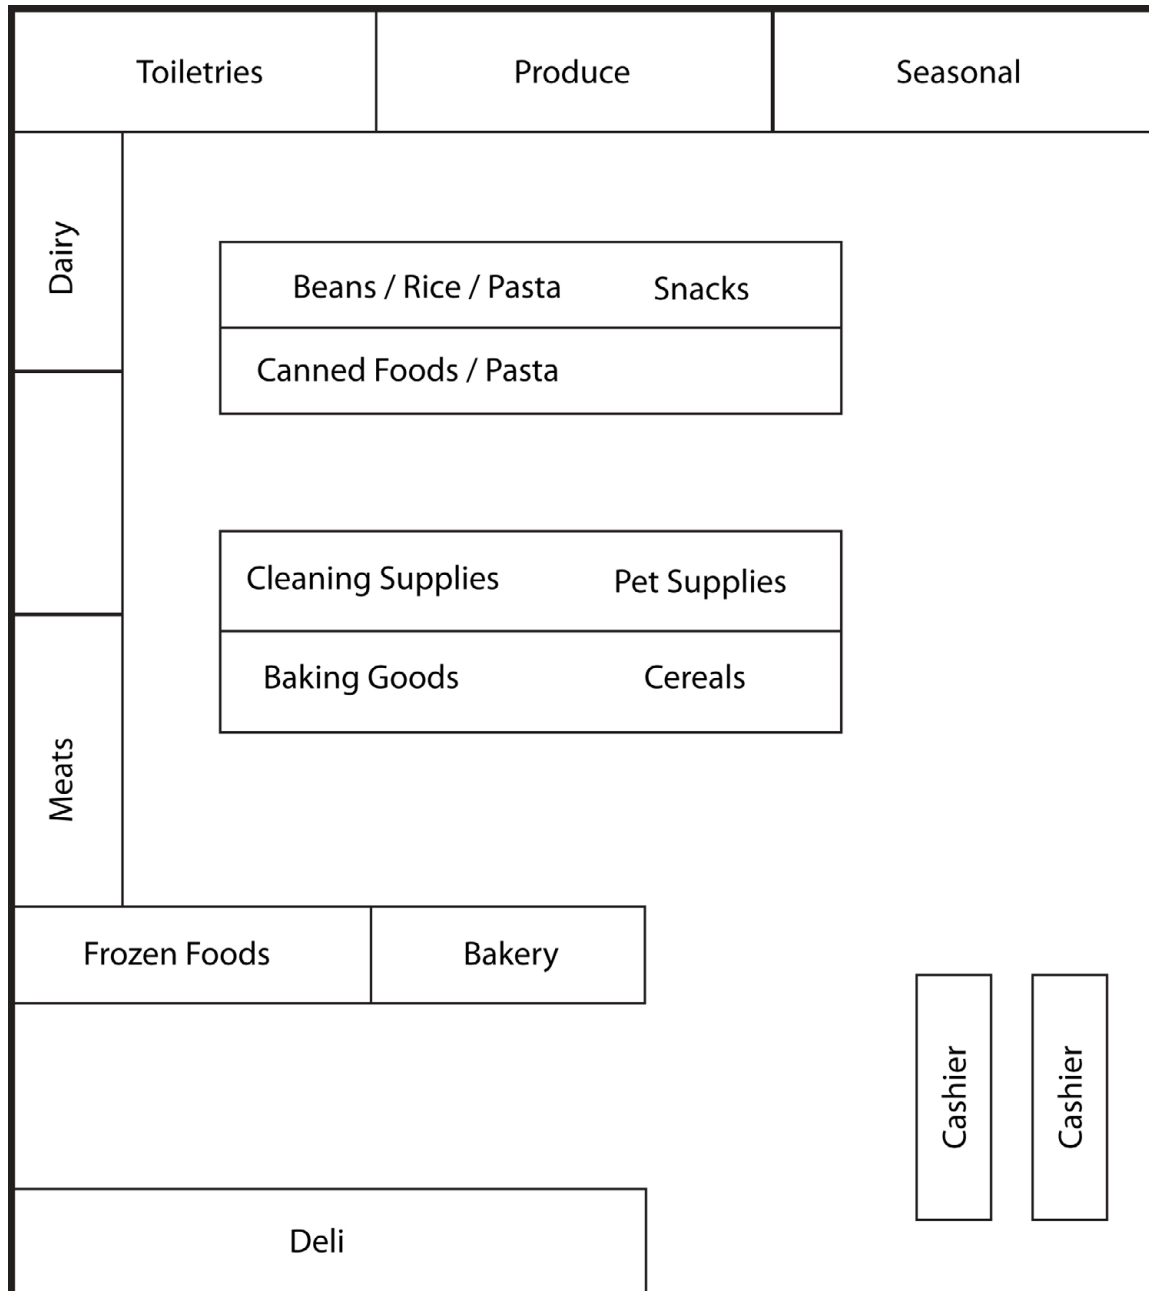 Toiletries
Produce
Seasonal
Dairy
Beans / Rice / Pasta
Snacks
Canned Foods / Pasta
Cleaning Supplies
Pet Supplies
Baking Goods
Cereals
Meats
Frozen Foods
Bakery
Cashier
Cashier
Deli